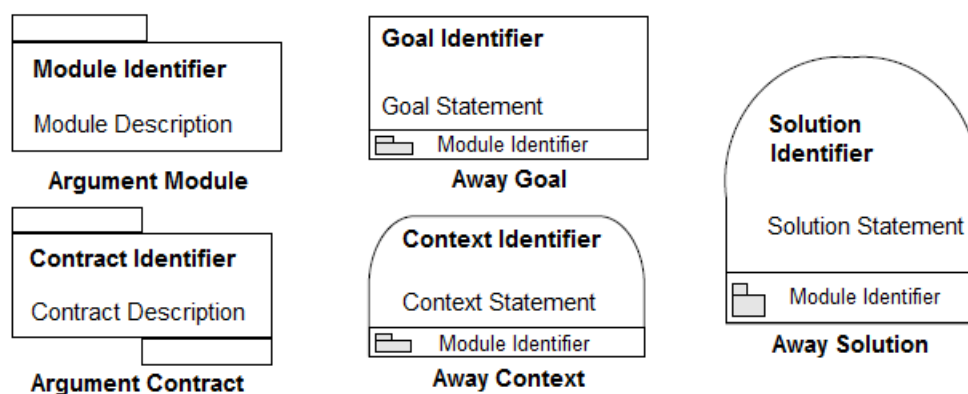 Module Identifier
Module Description
Argument Module
Contract Identifier
Contract Description
Argument Contract
Goal Identifier
Goal Statement
Module Identifier
Away Goal
Context Identifier
Context Statement
Module Identifier
Away Context
Solution
Identifier
Solution Statement
Module Identifier
Away Solution